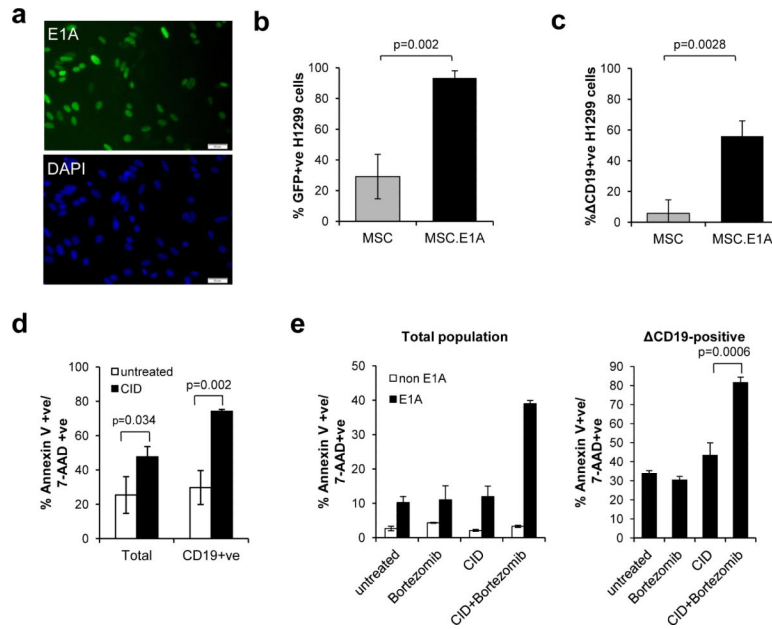 a
E1A
DAPI
b
p=0.002
% GFP+ve H1299 cells
100
80
60
40
20
0
MSC
MSC.E1A
c
p=0.0028
%ΔCD19+ve H1299 cells
100
80
60
40
20
0
MSC
MSC.E1A
d
untreated
CID
p=0.002
p=0.034
% Annexin V +ve/
7-AAD +ve
100
80
60
40
20
0
Total
CD19+ve
e
Total population
non E1A
E1A
% Annexin V +ve/
7-AAD+ve
50
40
30
20
10
0
untreated
Bortezomib
CID
CID+Bortezomib
ΔCD19-positive
p=0.0006
% Annexin V +ve/
7-AAD+ve
90
80
70
60
50
40
30
20
10
0
untreated
Bortezomib
CID
CID+Bortezomib